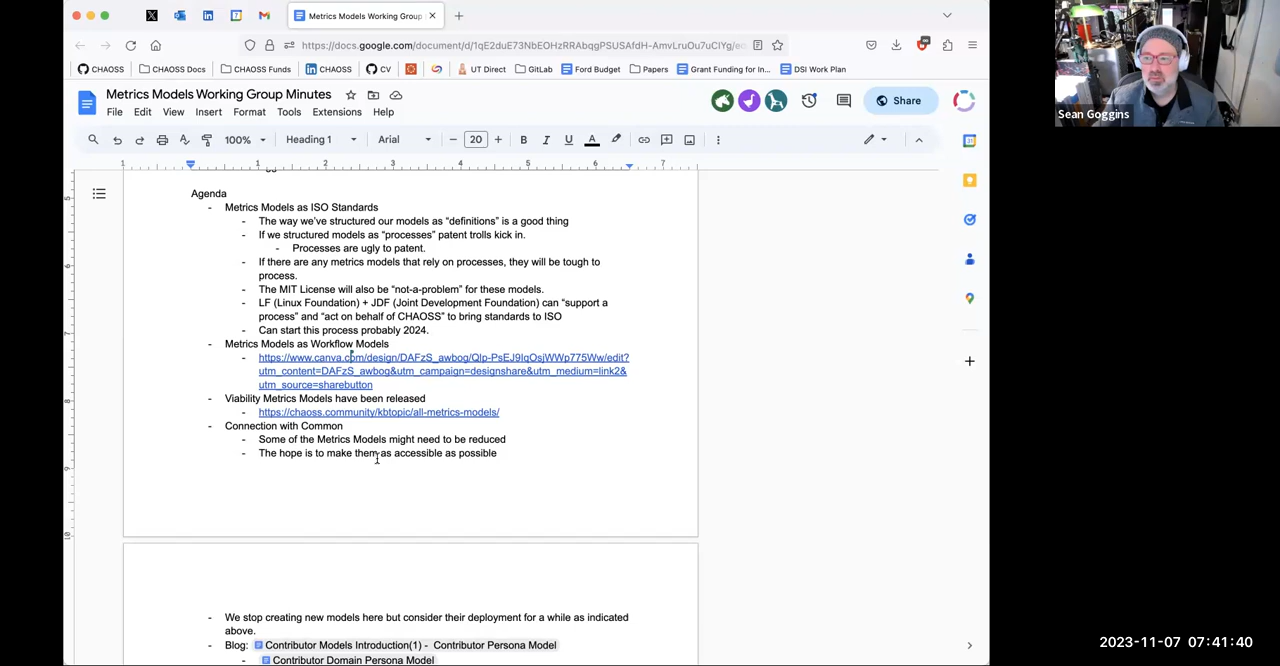 Metrics Models Working Group
https://docs.google.com/document/d/1qE2duE73NbEOHzRRAbqgPSUSAfdH-AmvLruOu7uCIYg/e
CHAOSS
CHAOSS Docs
CHAOSS Funds
CHAOSS
CV
UT Direct
GitLab
Ford Budget
Papers
Grant Funding for In...
DSI Work Plan
Metrics Models Working Group Minutes
File Edit View Insert Format Tools Extensions Help
Share
100%
Heading 1
Arial
20
B I U A
1 1 2 3 4 5 6 7
Agenda
- Metrics Models as ISO Standards
- The way we've structured our models as “definitions” is a good thing
- If we structured models as “processes” patent trolls kick in.
- Processes are ugly to patent.
- If there are any metrics models that rely on processes, they will be tough to
process.
- The MIT License will also be “not-a-problem” for these models.
- LF (Linux Foundation) + JDF (Joint Development Foundation) can “support a
process” and “act on behalf of CHAOSS” to bring standards to ISO
- Can start this process probably 2024.
- Metrics Models as Workflow Models
- https://www.canva.com/design/DAFzS_awbog/Qlp-PsEJ9IqOsjWWp775Ww/edit?
utm_content=DAFzS_awbog&utm_campaign=designshare&utm_medium=link2&
utm_source=sharebutton
- Viability Metrics Models have been released
- https://chaoss.community/kbtopic/all-metrics-models/
- Connection with Common
- Some of the Metrics Models might need to be reduced
- The hope is to make them as accessible as possible
- We stop creating new models here but consider their deployment for a while as indicated
above.
- Blog: Contributor Models Introduction(1) - Contributor Persona Model
- Contributor Domain Persona Model
Sean Goggins
2023-11-07 07:41:40